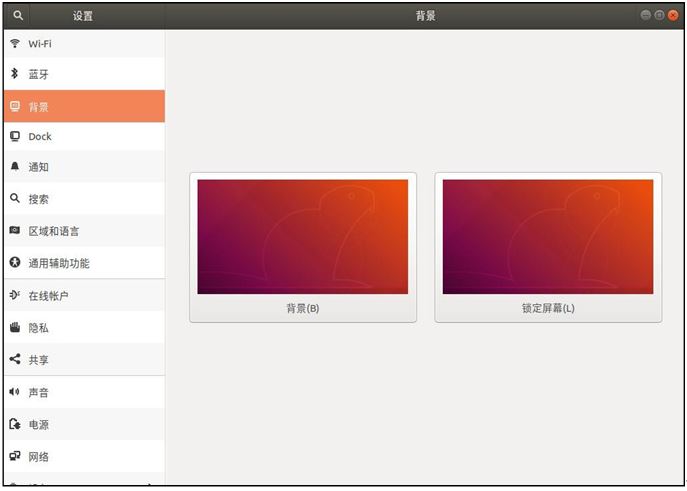 设置
背景
Wi-Fi
蓝牙
背景
Dock
通知
搜索
区域和语言
通用辅助功能
在线帐户
隐私
共享
声音
电源
网络
背景(B)
锁定屏幕(L)